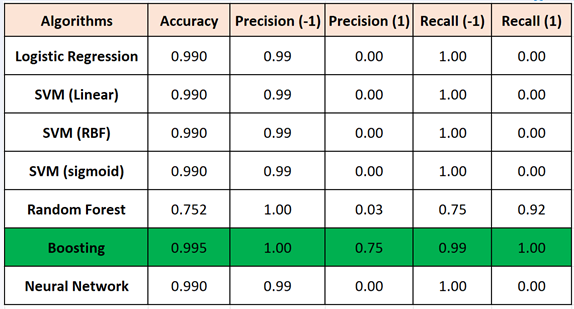 Algorithms Accuracy Precision (-1) Precision (1) Recall (-1) Recall (1)
Logistic Regression 0.990 0.99 0.00 1.00 0.00
SVM (Linear) 0.990 0.99 0.00 1.00 0.00
SVM (RBF) 0.990 0.99 0.00 1.00 0.00
SVM (sigmoid) 0.990 0.99 0.00 1.00 0.00
Random Forest 0.752 1.00 0.03 0.75 0.92
Boosting 0.995 1.00 0.75 0.99 1.00
Neural Network 0.990 0.99 0.00 1.00 0.00